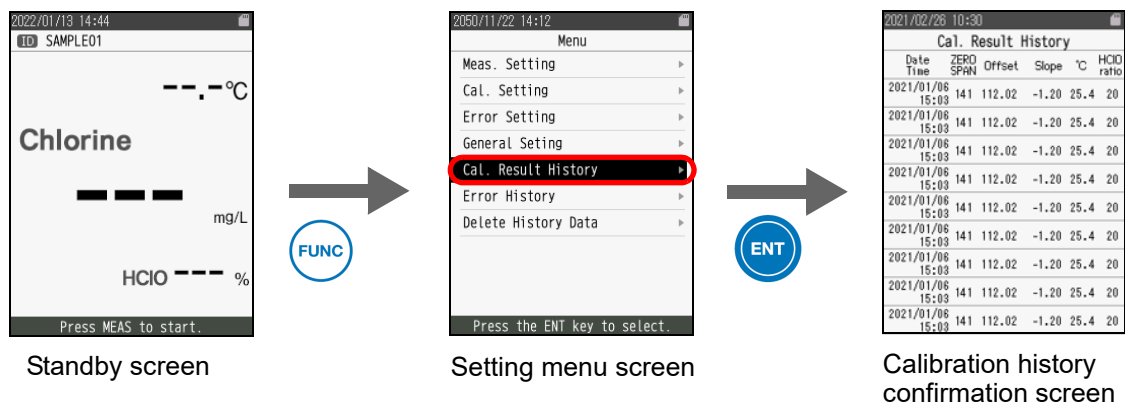 2022/01/13 14:44
ID SAMPLE01
--.-℃
Chlorine
---
mg/L
HClO --- %
Press MEAS to start.
Standby screen
FUNC
2050/11/22 14:12
Menu
Meas. Setting
Cal. Setting
Error Setting
General Seting
Cal. Result History
Error History
Delete History Data
Press the ENT key to select.
Setting menu screen
ENT
2021/02/26 10:30
Cal. Result History
Date Time ZERO SPAN Offset Slope ℃ HClO ratio
2021/01/06
15:03 141 112.02 -1.20 25.4 20
2021/01/06
15:03 141 112.02 -1.20 25.4 20
2021/01/06
15:03 141 112.02 -1.20 25.4 20
2021/01/06
15:03 141 112.02 -1.20 25.4 20
2021/01/06
15:03 141 112.02 -1.20 25.4 20
2021/01/06
15:03 141 112.02 -1.20 25.4 20
2021/01/06
15:03 141 112.02 -1.20 25.4 20
2021/01/06
15:03 141 112.02 -1.20 25.4 20
2021/01/06
15:03 141 112.02 -1.20 25.4 20
Calibration history
confirmation screen